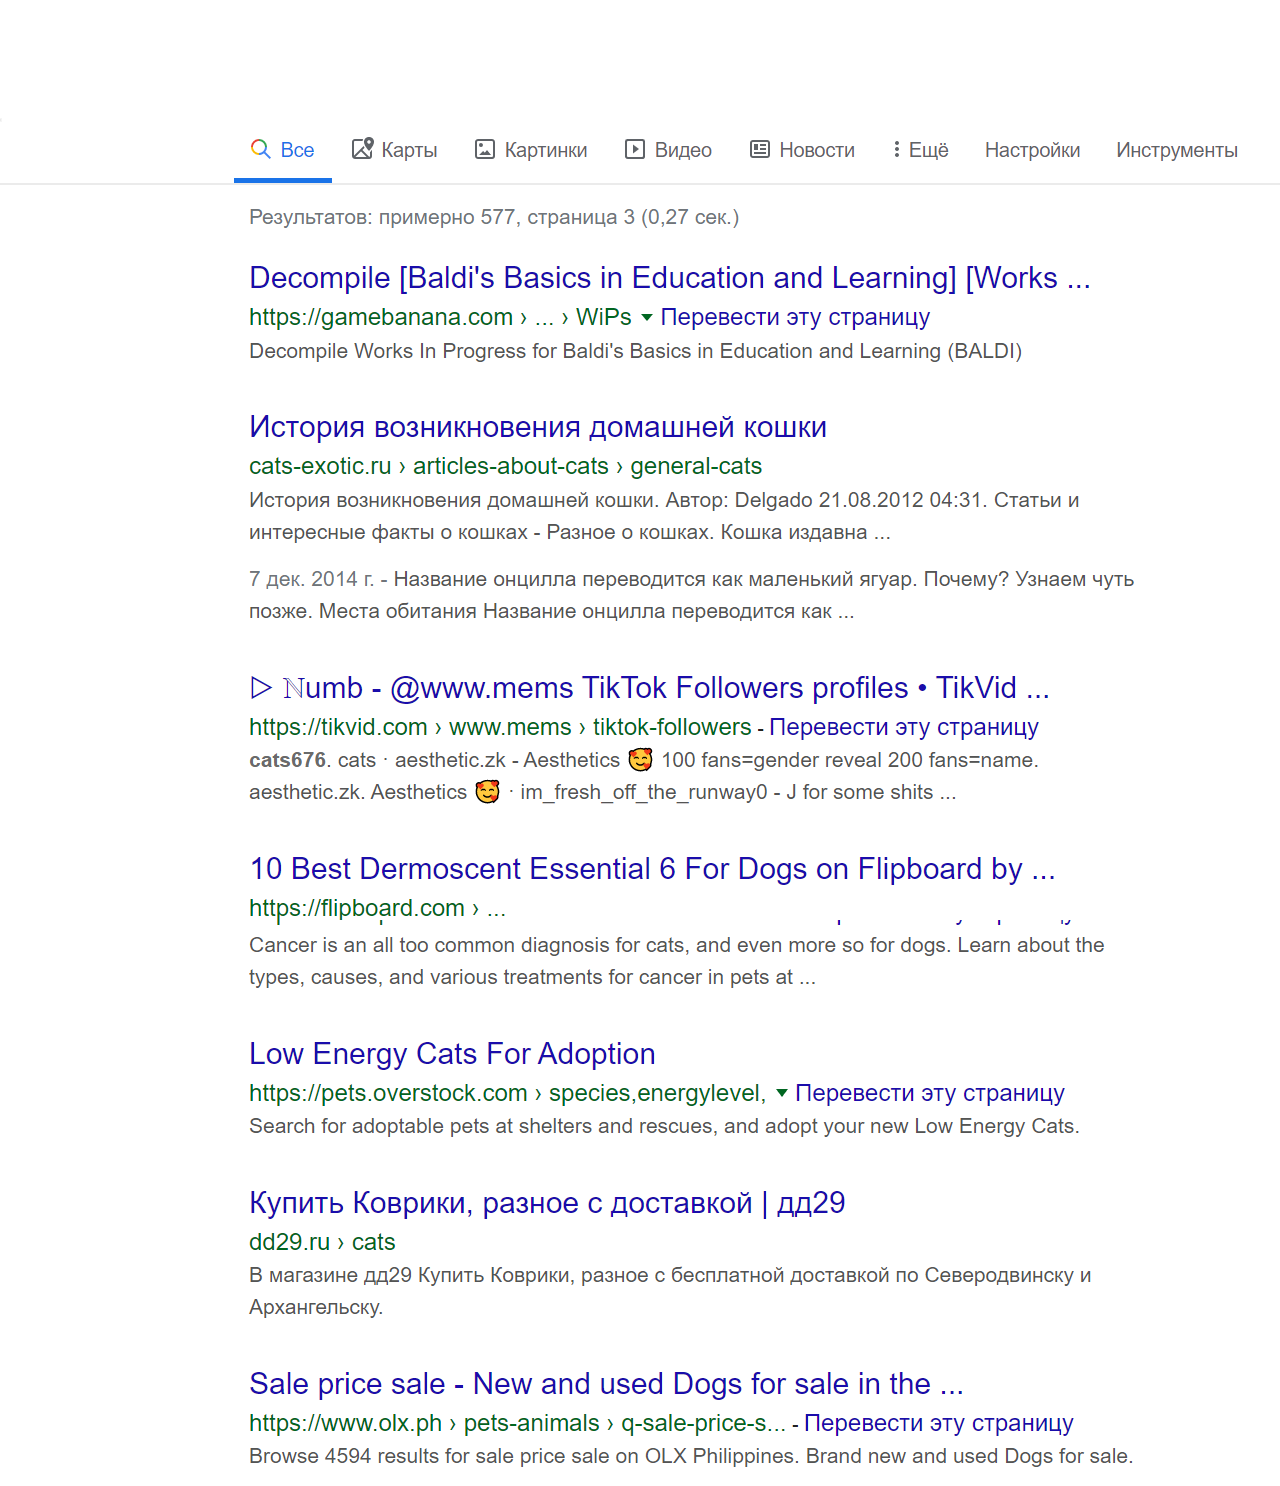 Все Карты Картинки Видео Новости Ещё Настройки Инструменты
Результатов: примерно 577, страница 3 (0,27 сек.)
Decompile [Baldi's Basics in Education and Learning] [Works ...
https://gamebanana.com › ... › WiPs Перевести эту страницу
Decompile Works In Progress for Baldi's Basics in Education and Learning (BALDI)
История возникновения домашней кошки
cats-exotic.ru › articles-about-cats › general-cats
История возникновения домашней кошки. Автор: Delgado 21.08.2012 04:31. Статьи и
интересные факты о кошках - Разное о кошках. Кошка издавна ...
7 дек. 2014 г. - Название онцилла переводится как маленький ягуар. Почему? Узнаем чуть
позже. Места обитания Название онцилла переводится как ...
▷ ℕumb - @www.mems TikTok Followers profiles • TikVid ...
https://tikvid.com › www.mems › tiktok-followers - Перевести эту страницу
cats676. cats · aesthetic.zk - Aesthetics 🥰 100 fans=gender reveal 200 fans=name.
aesthetic.zk. Aesthetics 🥰 · im_fresh_off_the_runway0 - J for some shits ...
10 Best Dermoscent Essential 6 For Dogs on Flipboard by ...
https://flipboard.com › ...
Cancer is an all too common diagnosis for cats, and even more so for dogs. Learn about the
types, causes, and various treatments for cancer in pets at ...
Low Energy Cats For Adoption
https://pets.overstock.com › species,energylevel, Перевести эту страницу
Search for adoptable pets at shelters and rescues, and adopt your new Low Energy Cats.
Купить Коврики, разное с доставкой | дд29
dd29.ru › cats
В магазине дд29 Купить Коврики, разное с бесплатной доставкой по Северодвинску и
Архангельску.
Sale price sale - New and used Dogs for sale in the ...
https://www.olx.ph › pets-animals › q-sale-price-s... - Перевести эту страницу
Browse 4594 results for sale price sale on OLX Philippines. Brand new and used Dogs for sale.